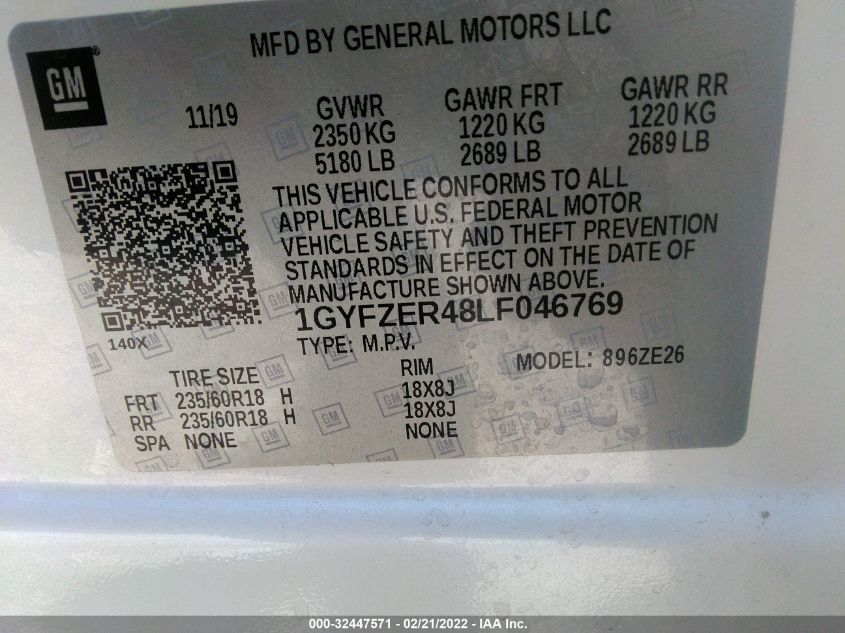 MFD BY GENERAL MOTORS LLC
GM
11/19
GVWR GAWR FRT GAWR RR
2350 KG 1220 KG 1220 KG
5180 LB 2689 LB 2689 LB
THIS VEHICLE CONFORMS TO ALL
APPLICABLE U.S. FEDERAL MOTOR
VEHICLE SAFETY AND THEFT PREVENTION
STANDARDS IN EFFECT ON THE DATE OF
MANUFACTURE SHOWN ABOVE.
1GYFZER48LF046769
140X
TYPE: M.P.V.
MODEL: 896ZE26
TIRE SIZE RIM
FRT 235/60R18 H 18X8J
RR 235/60R18 H 18X8J
SPA NONE NONE
000-32447571 - 02/21/2022 - IAA Inc.